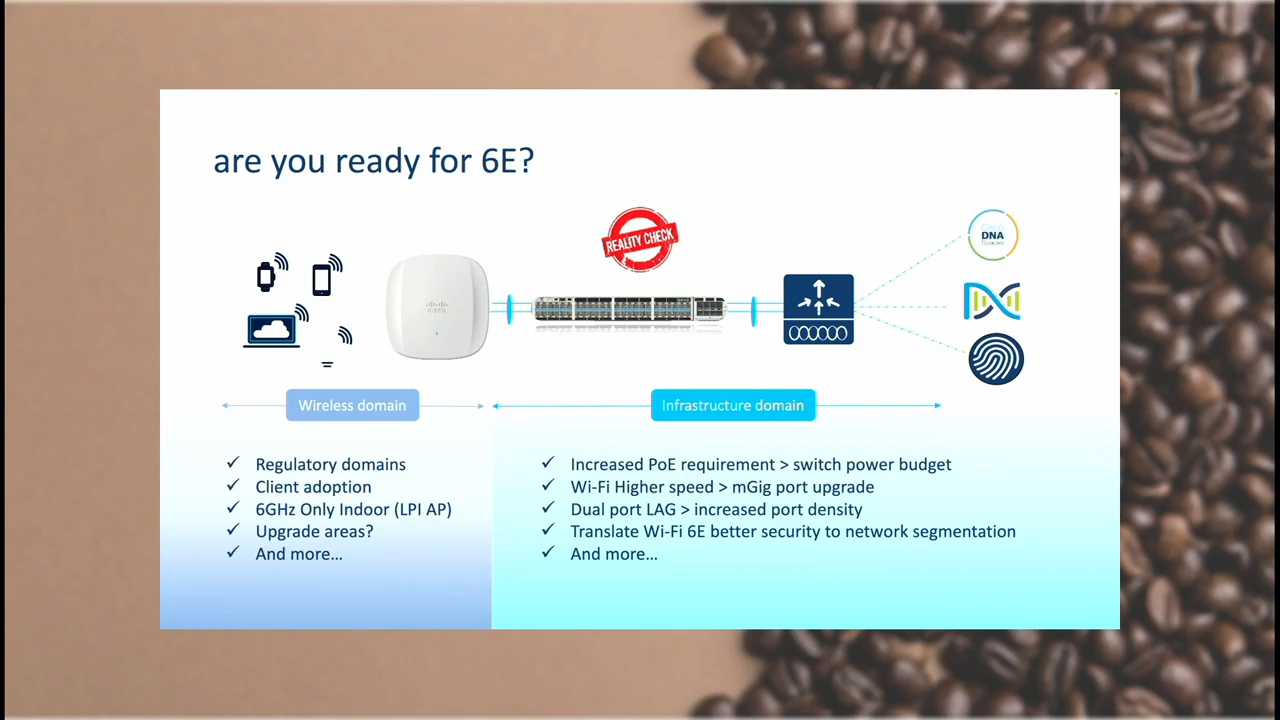 are you ready for 6E?
REALITY CHECK
DNA
Spaces
CISCO
Wireless domain
Infrastructure domain
✓ Regulatory domains
✓ Client adoption
✓ 6GHz Only Indoor (LPI AP)
✓ Upgrade areas?
✓ And more...
✓ Increased PoE requirement > switch power budget
✓ Wi-Fi Higher speed > mGig port upgrade
✓ Dual port LAG > increased port density
✓ Translate Wi-Fi 6E better security to network segmentation
✓ And more...